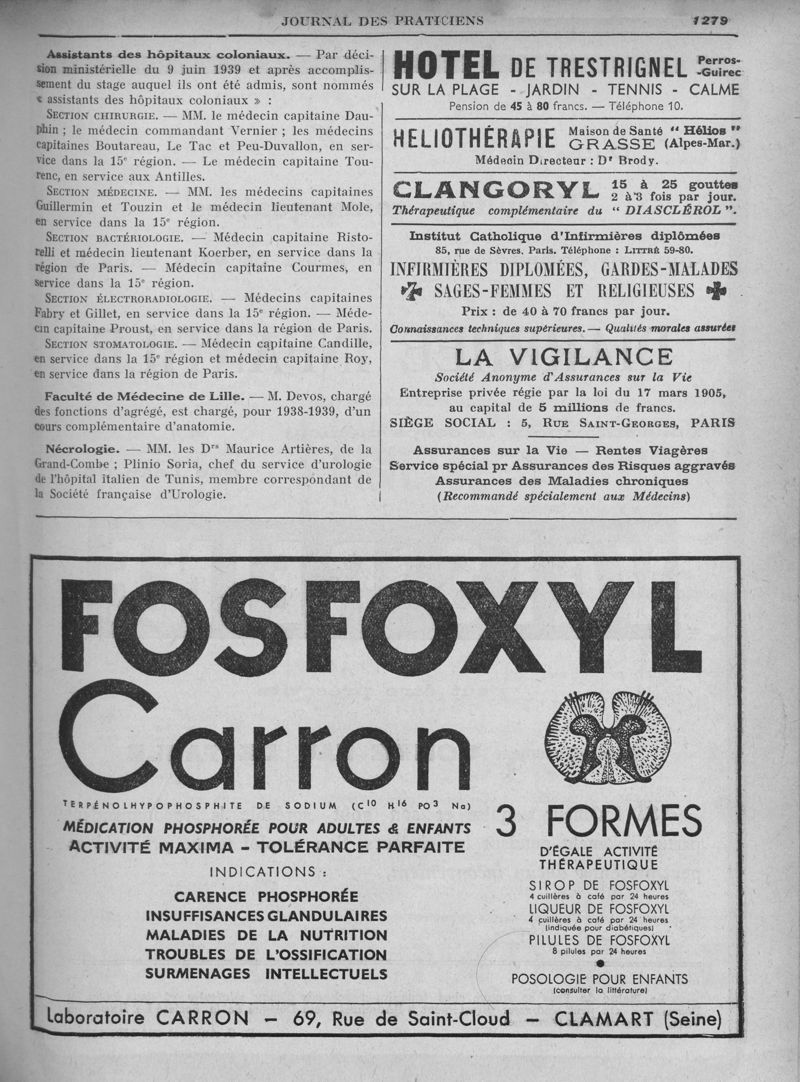 JOURNAL DES PRATICIENS 1279
Assistants des hôpitaux coloniaux. — Par déci-
sion ministérielle du 9 juin 1939 et après accomplis-
sement du stage auquel ils ont été admis, sont nommés
« assistants des hôpitaux coloniaux » :
SECTION CHIRURGIE. — MM. le médecin capitaine Dau-
phin ; le médecin commandant Vernier ; les médecins
capitaines Boutareau, Le Tac et Peu-Duvallon, en ser-
vice dans la 15e région. — Le médecin capitaine Tou-
renc, en service aux Antilles.
SECTION MÉDECINE. — MM. les médecins capitaines
Guillermin et Touzin et le médecin lieutenant Mole,
en service dans la 15e région.
SECTION BACTÉRIOLOGIE. — Médecin capitaine Risto-
relli et médecin lieutenant Koerber, en service dans la
région de Paris. — Médecin capitaine Courmes, en
service dans la 15e région.
SECTION ÉLECTRORADIOLOGIE. — Médecins capitaines
Fabry et Gillet, en service dans la 15e région. — Méde-
cin capitaine Proust, en service dans la région de Paris.
SECTION STOMATOLOGIE. — Médecin capitaine Candille,
en service dans la 15e région et médecin capitaine Roy,
en service dans la région de Paris.
Faculté de Médecine de Lille. — M. Devos, chargé
des fonctions d'agrégé, est chargé, pour 1938-1939, d'un
cours complémentaire d'anatomie.
Nécrologie. — MM. les Drs Maurice Artières, de la
Grand-Combe ; Plinio Soria, chef du service d'urologie
de l'hôpital italien de Tunis, membre correspondant de
la Société française d'Urologie.
HOTEL DE TRESTRIGNEL Perros-
-Guirec
SUR LA PLAGE - JARDIN - TENNIS - CALME
Pension de 45 à 80 francs. — Téléphone 10.
HELIOTHÉRAPIE Maison de Santé “ Hélios ”
GRASSE (Alpes-Mar.)
Médecin Directeur : Dr Brody.
CLANGORYL 15 à 25 gouttes
2 à 3 fois par jour.
Thérapeutique complémentaire du “ DIASCLÉROL ”.
Institut Catholique d'Infirmières diplômées
85, rue de Sèvres, Paris. Téléphone : LITTRÉ 59-80.
INFIRMIÈRES DIPLOMÉES, GARDES-MALADES
SAGES-FEMMES ET RELIGIEUSES
Prix : de 40 à 70 francs par jour.
Connaissances techniques supérieures. — Qualités morales assurées
LA VIGILANCE
Société Anonyme d'Assurances sur la Vie
Entreprise privée régie par la loi du 17 mars 1905,
au capital de 5 millions de francs.
SIÈGE SOCIAL : 5, RUE SAINT-GEORGES, PARIS
Assurances sur la Vie — Rentes Viagères
Service spécial pr Assurances des Risques aggravés
Assurances des Maladies chroniques
(Recommandé spécialement aux Médecins)
FOSFOXYL
Carron
TERPÉNOLHYPOPHOSPHITE DE SODIUM (C10 H16 PO3 Na)
MÉDICATION PHOSPHORÉE POUR ADULTES & ENFANTS
ACTIVITÉ MAXIMA - TOLÉRANCE PARFAITE
INDICATIONS :
CARENCE PHOSPHORÉE
INSUFFISANCES GLANDULAIRES
MALADIES DE LA NUTRITION
TROUBLES DE L'OSSIFICATION
SURMENAGES INTELLECTUELS
3 FORMES
D'ÉGALE ACTIVITÉ
THÉRAPEUTIQUE
SIROP DE FOSFOXYL
4 cuillères à café par 24 heures
LIQUEUR DE FOSFOXYL
4 cuillères à café par 24 heures
(indiquée pour diabétiques)
PILULES DE FOSFOXYL
8 pilules par 24 heures
POSOLOGIE POUR ENFANTS
(consulter la littérature)
Laboratoire CARRON - 69, Rue de Saint-Cloud - CLAMART (Seine)